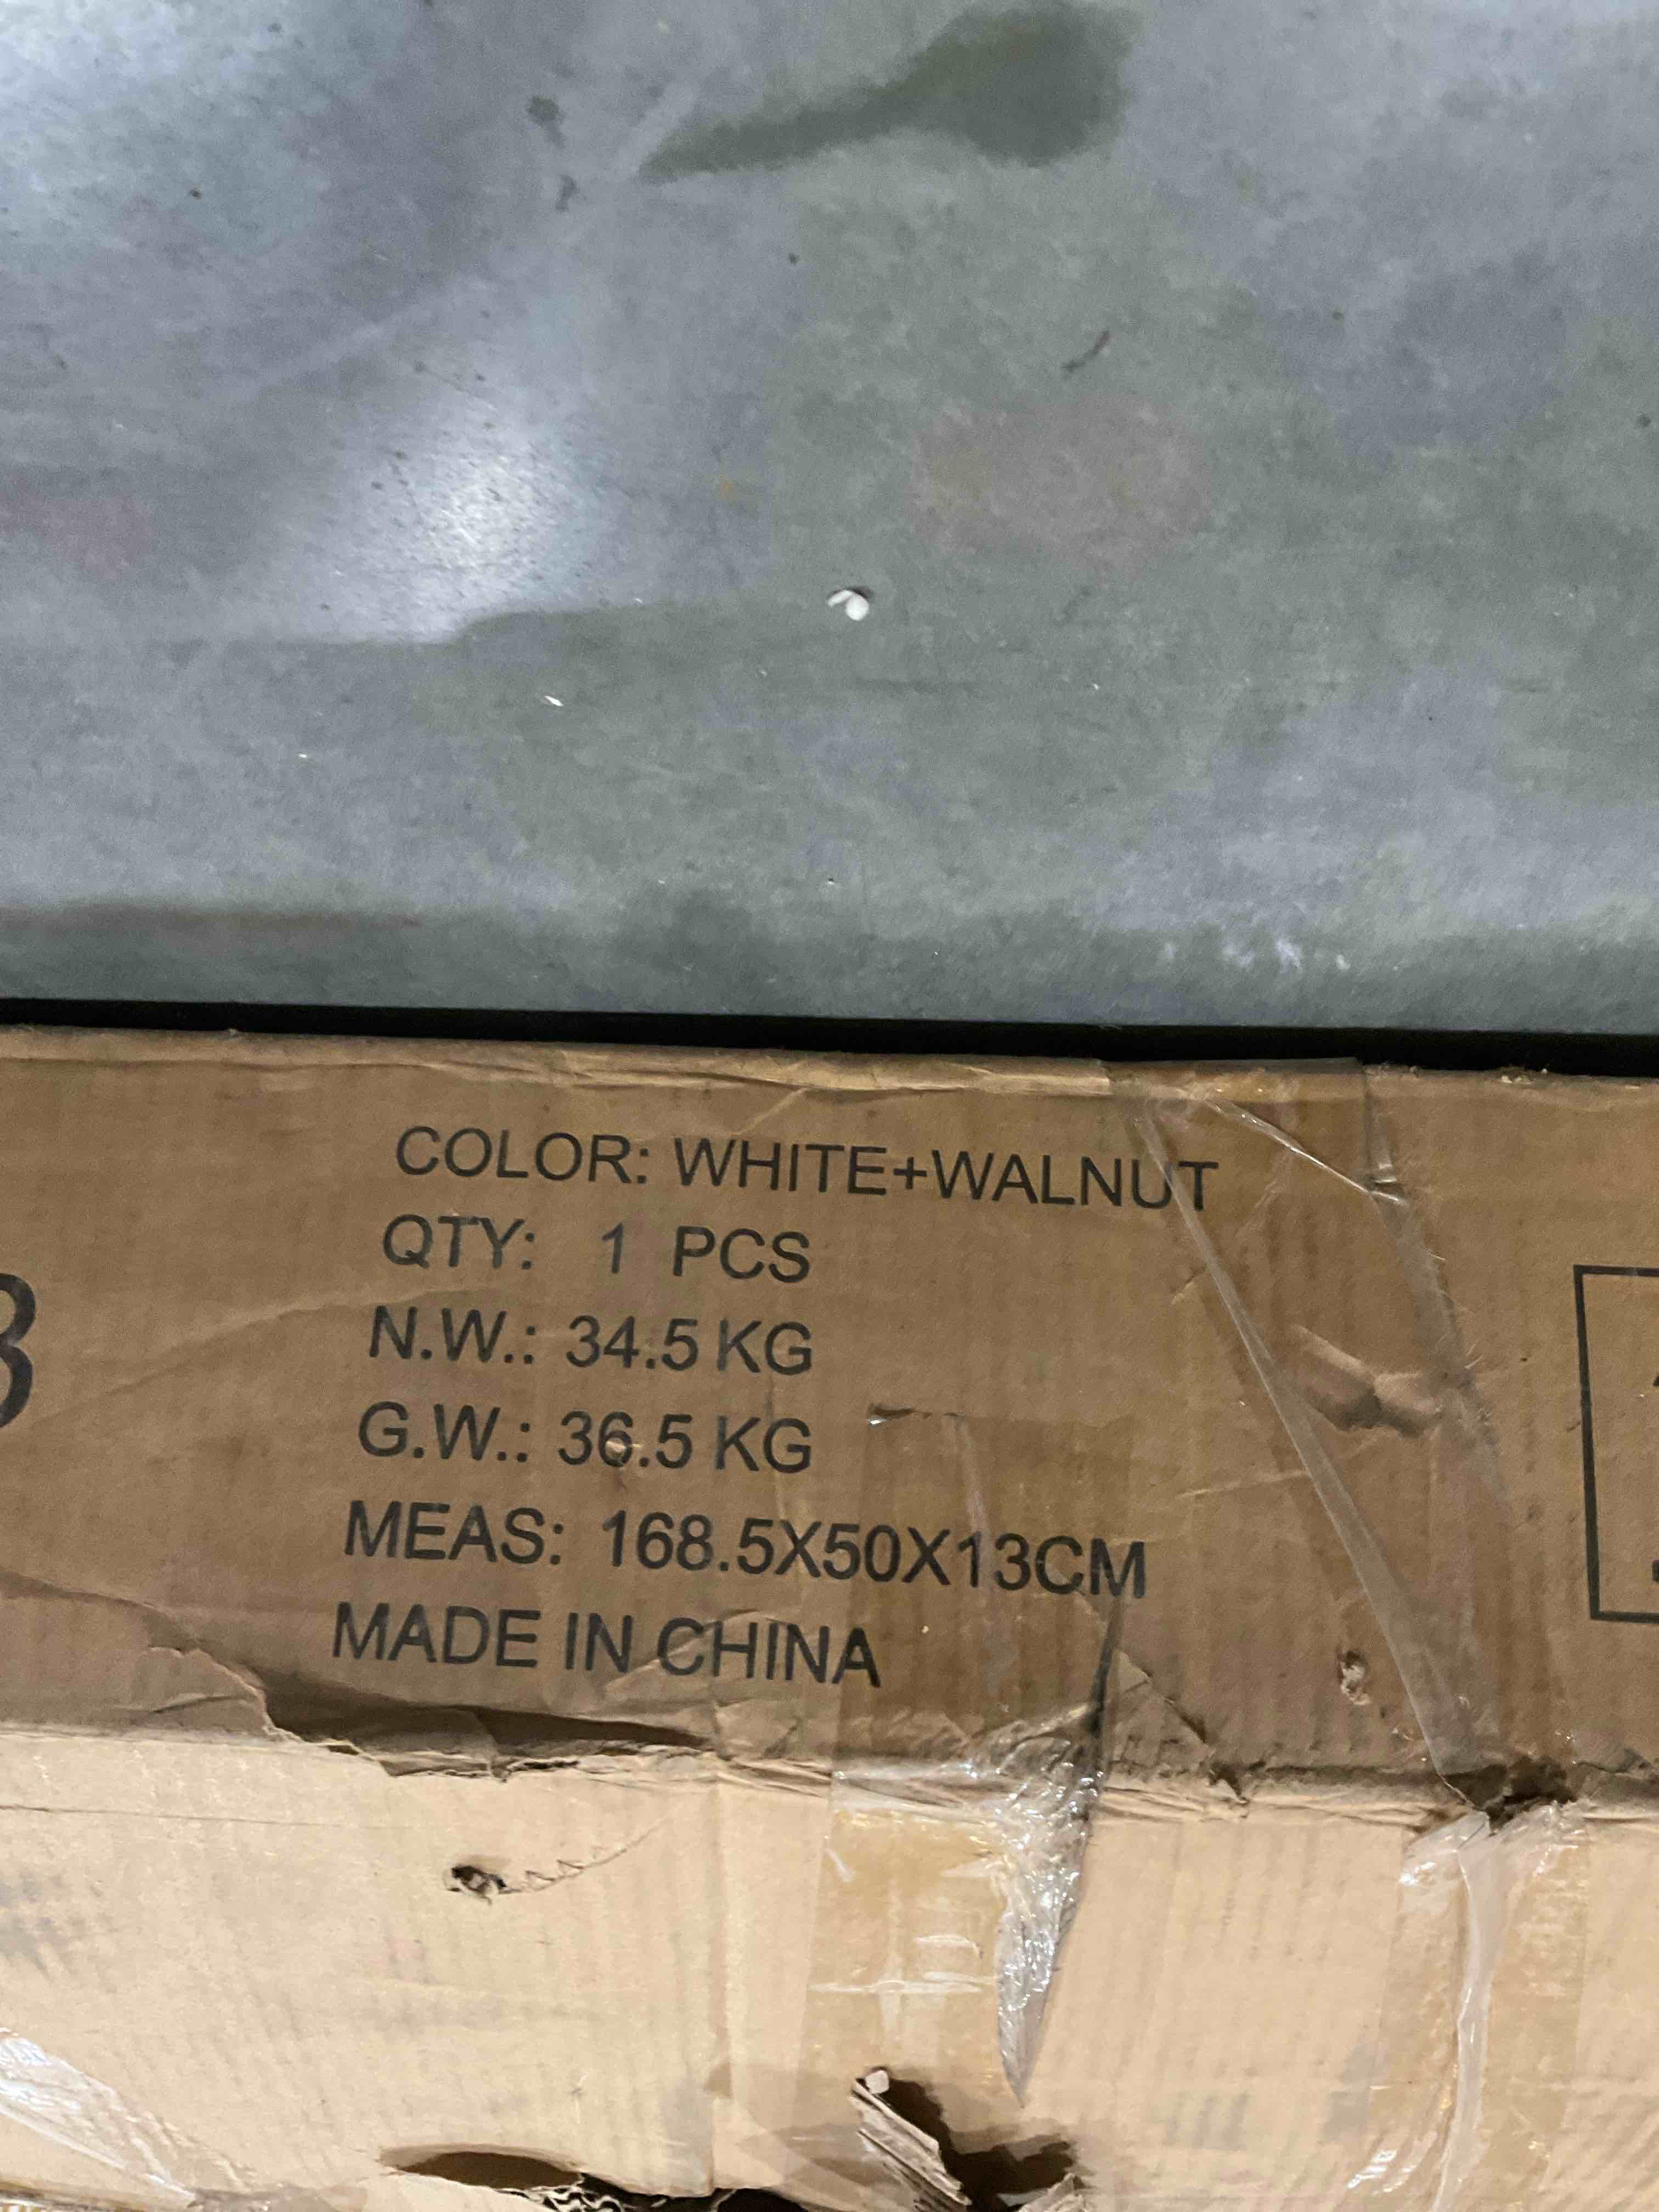 COLOR: WHITE+WALNUT
QTY: 1 PCS
N.W.: 34.5 KG
G.W.: 36.5 KG
MEAS: 168.5X50X13CM
MADE IN CHINA